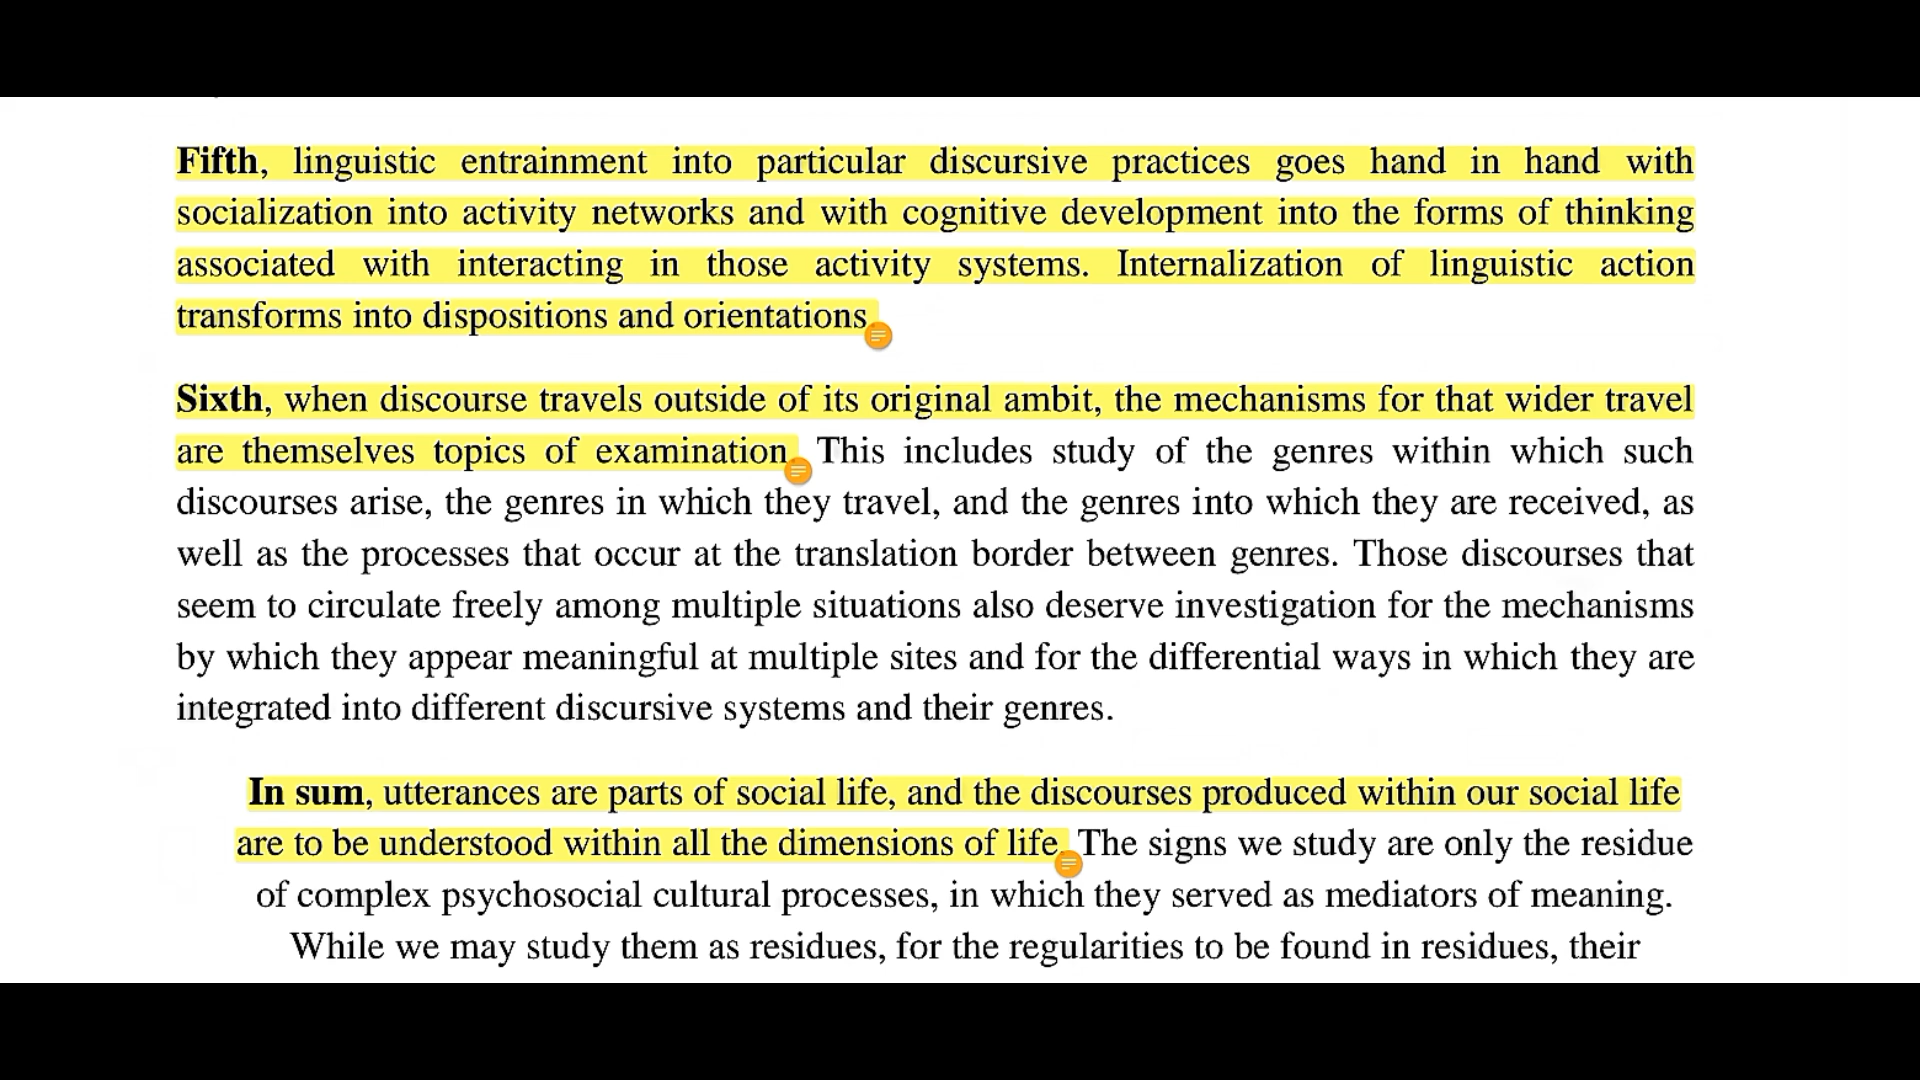 Fifth, linguistic entrainment into particular discursive practices goes hand in hand with
socialization into activity networks and with cognitive development into the forms of thinking
associated with interacting in those activity systems. Internalization of linguistic action
transforms into dispositions and orientations.
Sixth, when discourse travels outside of its original ambit, the mechanisms for that wider travel
are themselves topics of examination. This includes study of the genres within which such
discourses arise, the genres in which they travel, and the genres into which they are received, as
well as the processes that occur at the translation border between genres. Those discourses that
seem to circulate freely among multiple situations also deserve investigation for the mechanisms
by which they appear meaningful at multiple sites and for the differential ways in which they are
integrated into different discursive systems and their genres.
In sum, utterances are parts of social life, and the discourses produced within our social life
are to be understood within all the dimensions of life. The signs we study are only the residue
of complex psychosocial cultural processes, in which they served as mediators of meaning.
While we may study them as residues, for the regularities to be found in residues, their